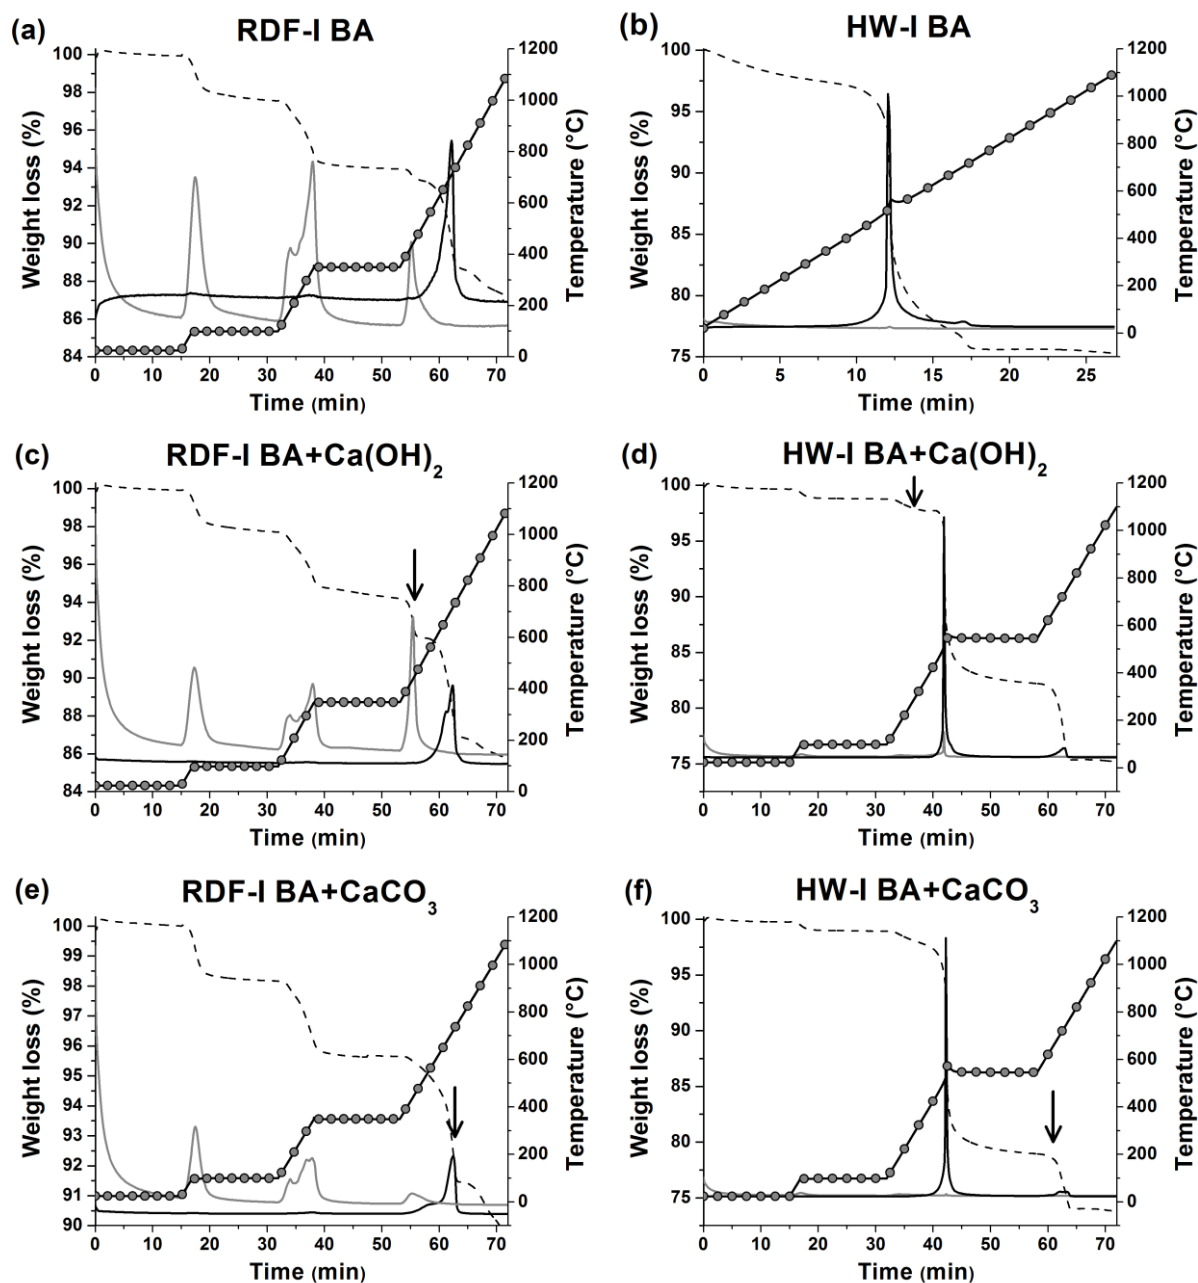 (a) RDF-I BA
Weight loss (%)
100
98
96
94
92
90
88
86
84
1200
1000
800
600
400
200
0
Temperature (°C)
0 10 20 30 40 50 60 70
Time (min)
(b) HW-I BA
Weight loss (%)
100
95
90
85
80
75
1200
1000
800
600
400
200
0
Temperature (°C)
0 5 10 15 20 25
Time (min)
(c) RDF-I BA+Ca(OH)₂
Weight loss (%)
100
98
96
94
92
90
88
86
84
1200
1000
800
600
400
200
0
Temperature (°C)
0 10 20 30 40 50 60 70
Time (min)
(d) HW-I BA+Ca(OH)₂
Weight loss (%)
100
95
90
85
80
75
1200
1000
800
600
400
200
0
Temperature (°C)
0 10 20 30 40 50 60 70
Time (min)
(e) RDF-I BA+CaCO₃
Weight loss (%)
100
99
98
97
96
95
94
93
92
91
90
1200
1000
800
600
400
200
0
Temperature (°C)
0 10 20 30 40 50 60 70
Time (min)
(f) HW-I BA+CaCO₃
Weight loss (%)
100
95
90
85
80
75
1200
1000
800
600
400
200
0
Temperature (°C)
0 10 20 30 40 50 60 70
Time (min)